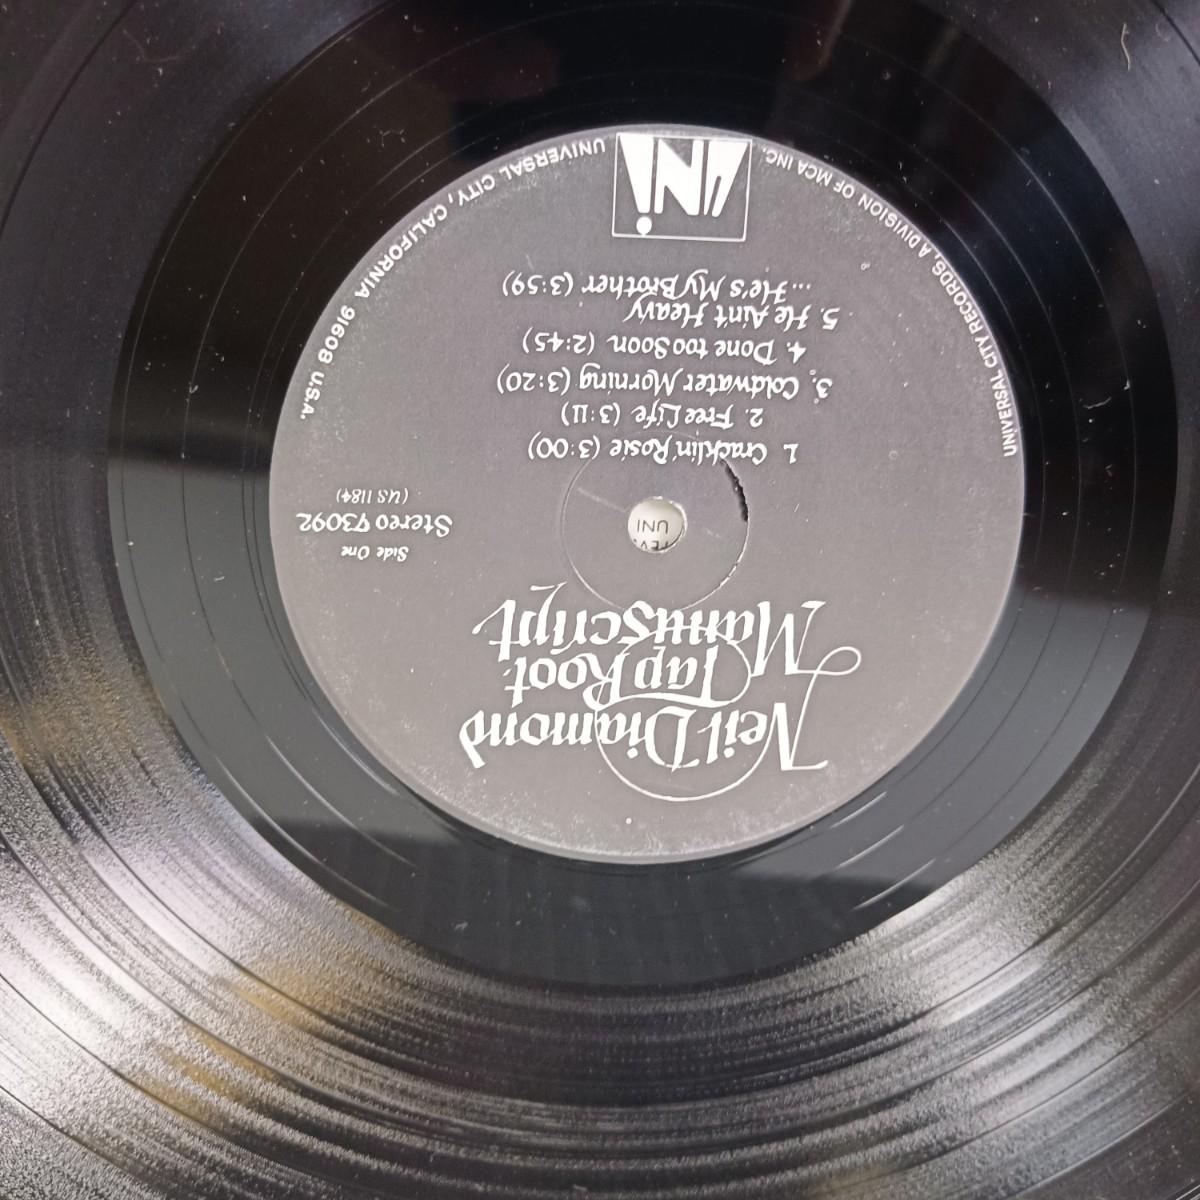 Neil Diamond
Tap Root
Manuscript
Side One
Stereo 73092
(US 1184)
UNI
1. Cracklin' Rosie (3:00)
2. Free Life (3:11)
3. Coldwater Morning (3:20)
4. Done too Soon (2:45)
5. He Ain't Heavy
...He's My Brother (3:59)
UNI
UNIVERSAL CITY RECORDS, A DIVISION OF MCA INC.
UNIVERSAL CITY, CALIFORNIA 91608 U.S.A.